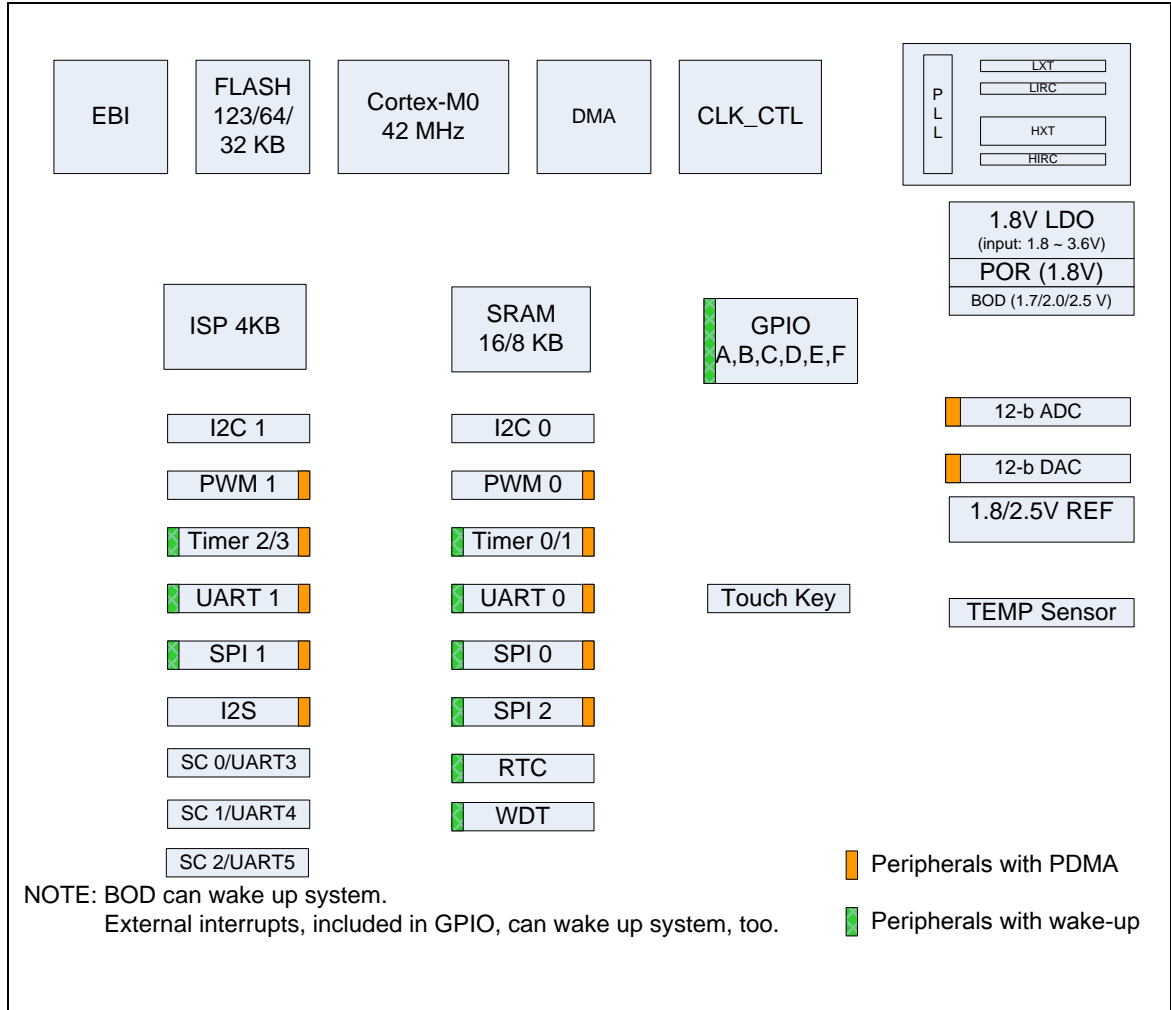 EBI
FLASH
123/64/
32 KB
Cortex-M0
42 MHz
DMA
CLK_CTL
P
L
L
LXT
LIRC
HXT
HIRC
1.8V LDO
(input: 1.8 ~ 3.6V)
POR (1.8V)
BOD (1.7/2.0/2.5 V)
ISP 4KB
SRAM
16/8 KB
GPIO
A,B,C,D,E,F
I2C 1
I2C 0
12-b ADC
PWM 1
PWM 0
12-b DAC
1.8/2.5V REF
Timer 2/3
Timer 0/1
UART 1
UART 0
Touch Key
TEMP Sensor
SPI 1
SPI 0
I2S
SPI 2
SC 0/UART3
RTC
SC 1/UART4
WDT
SC 2/UART5
Peripherals with PDMA
NOTE: BOD can wake up system.
External interrupts, included in GPIO, can wake up system, too.
Peripherals with wake-up